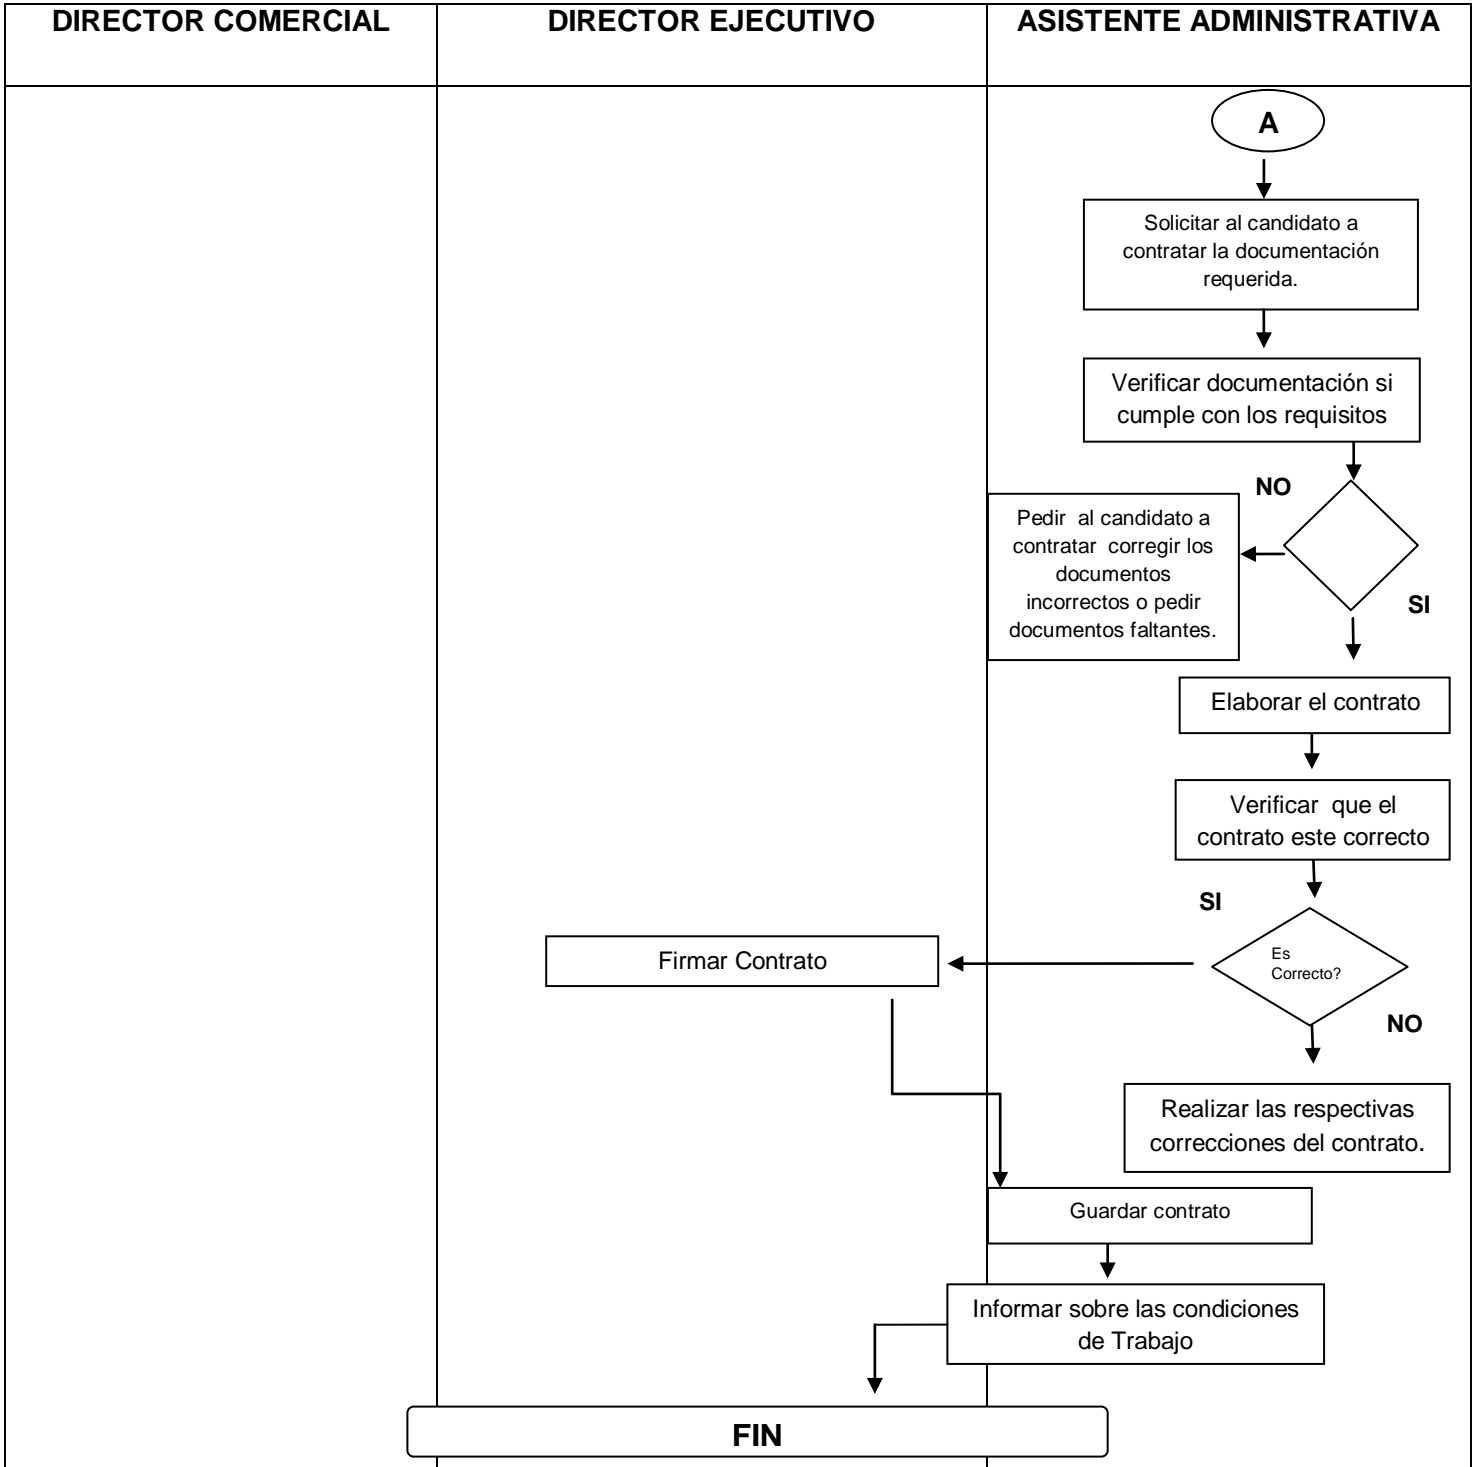 DIRECTOR COMERCIAL
DIRECTOR EJECUTIVO
ASISTENTE ADMINISTRATIVA
A
Solicitar al candidato a
contratar la documentación
requerida.
Verificar documentación si
cumple con los requisitos
NO
Pedir al candidato a
contratar corregir los
documentos
incorrectos o pedir
documentos faltantes.
SI
Elaborar el contrato
Verificar que el
contrato este correcto
SI
Es
Correcto?
Firmar Contrato
NO
Realizar las respectivas
correcciones del contrato.
Guardar contrato
Informar sobre las condiciones
de Trabajo
FIN